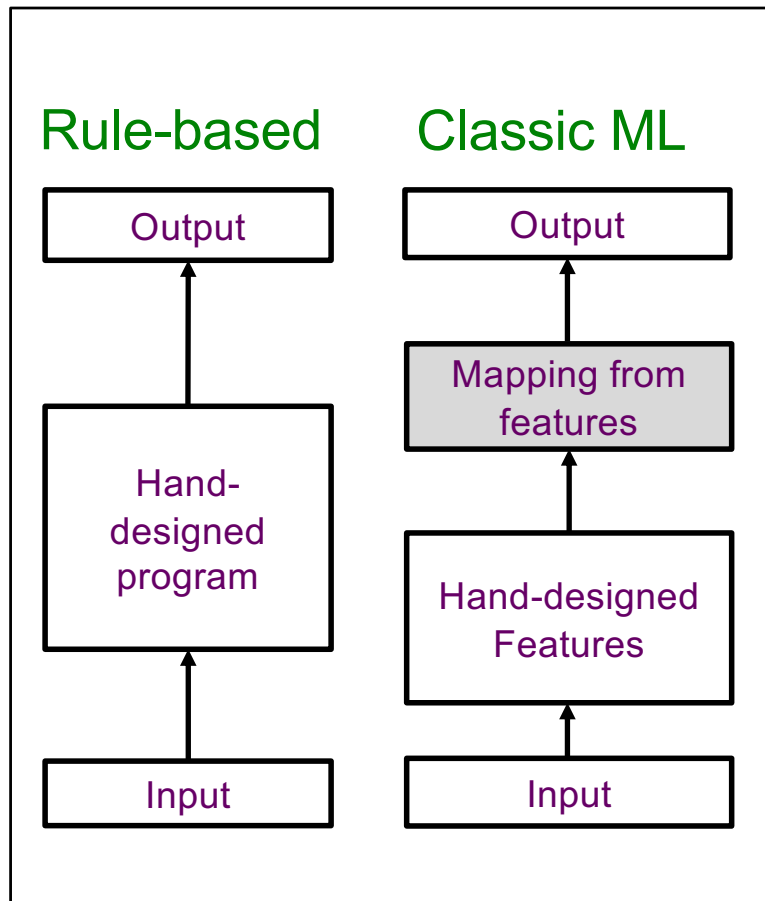 Rule-based
Output
Hand-
designed
program
Input
Classic ML
Output
Mapping from
features
Hand-designed
Features
Input